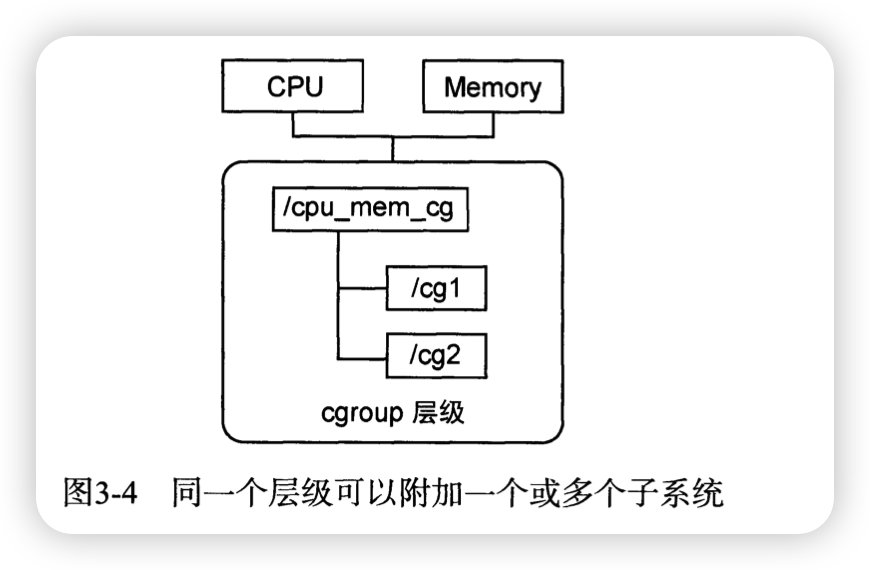 CPU
Memory
/cpu_mem_cg
/cg1
/cg2
cgroup 层级
图3-4 同一个层级可以附加一个或多个子系统